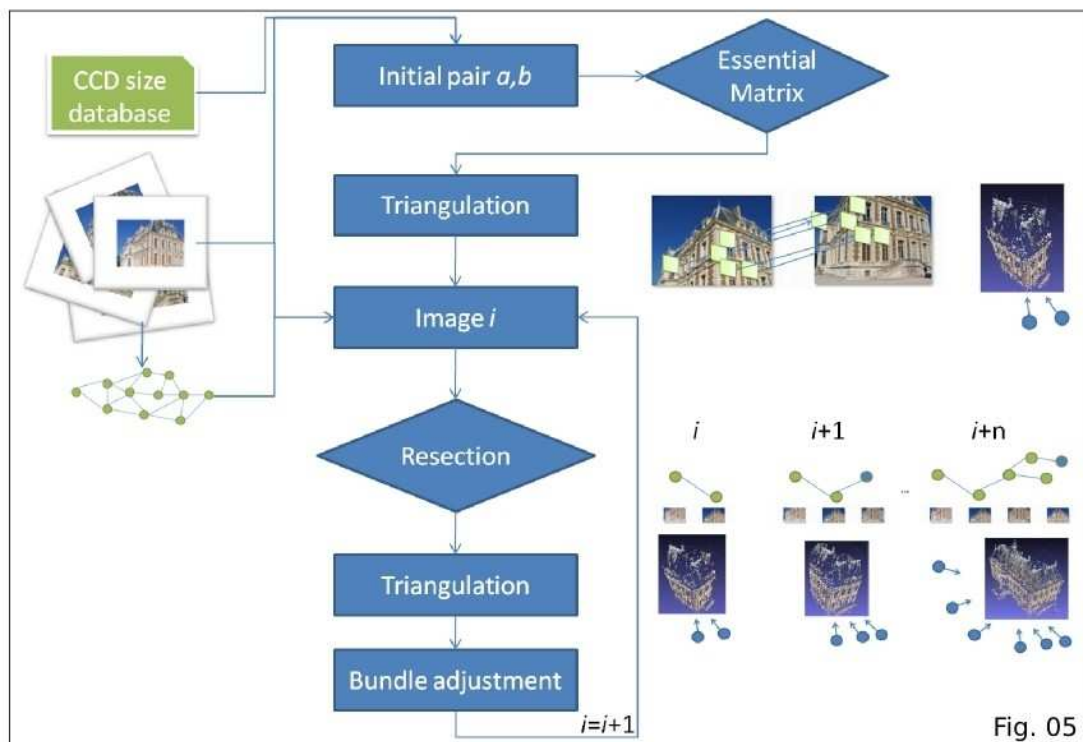 CCD size
database
Initial pair a,b
Essential
Matrix
Triangulation
Image i
Resection
Triangulation
Bundle adjustment
i=i+1
i
i+1
i+n
...
Fig. 05